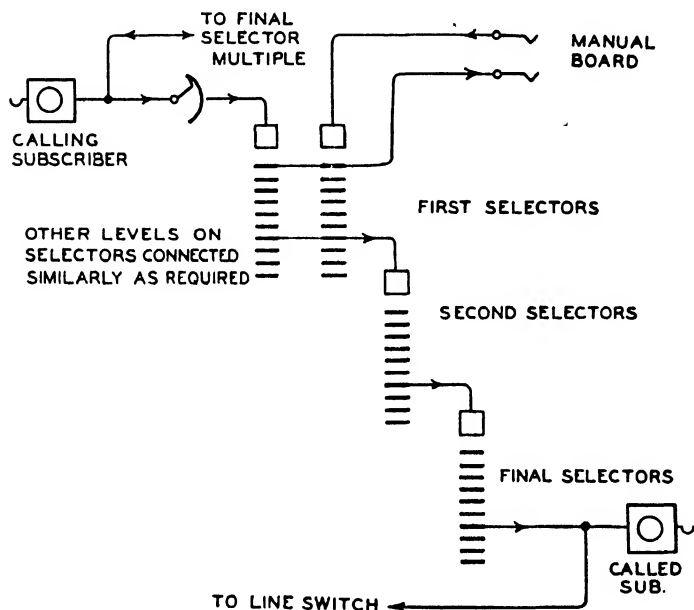 TO FINAL
SELECTOR
MULTIPLE
MANUAL
BOARD
CALLING
SUBSCRIBER
FIRST SELECTORS
OTHER LEVELS ON
SELECTORS CONNECTED
SIMILARLY AS REQUIRED
SECOND SELECTORS
FINAL SELECTORS
CALLED
SUB.
TO LINE SWITCH